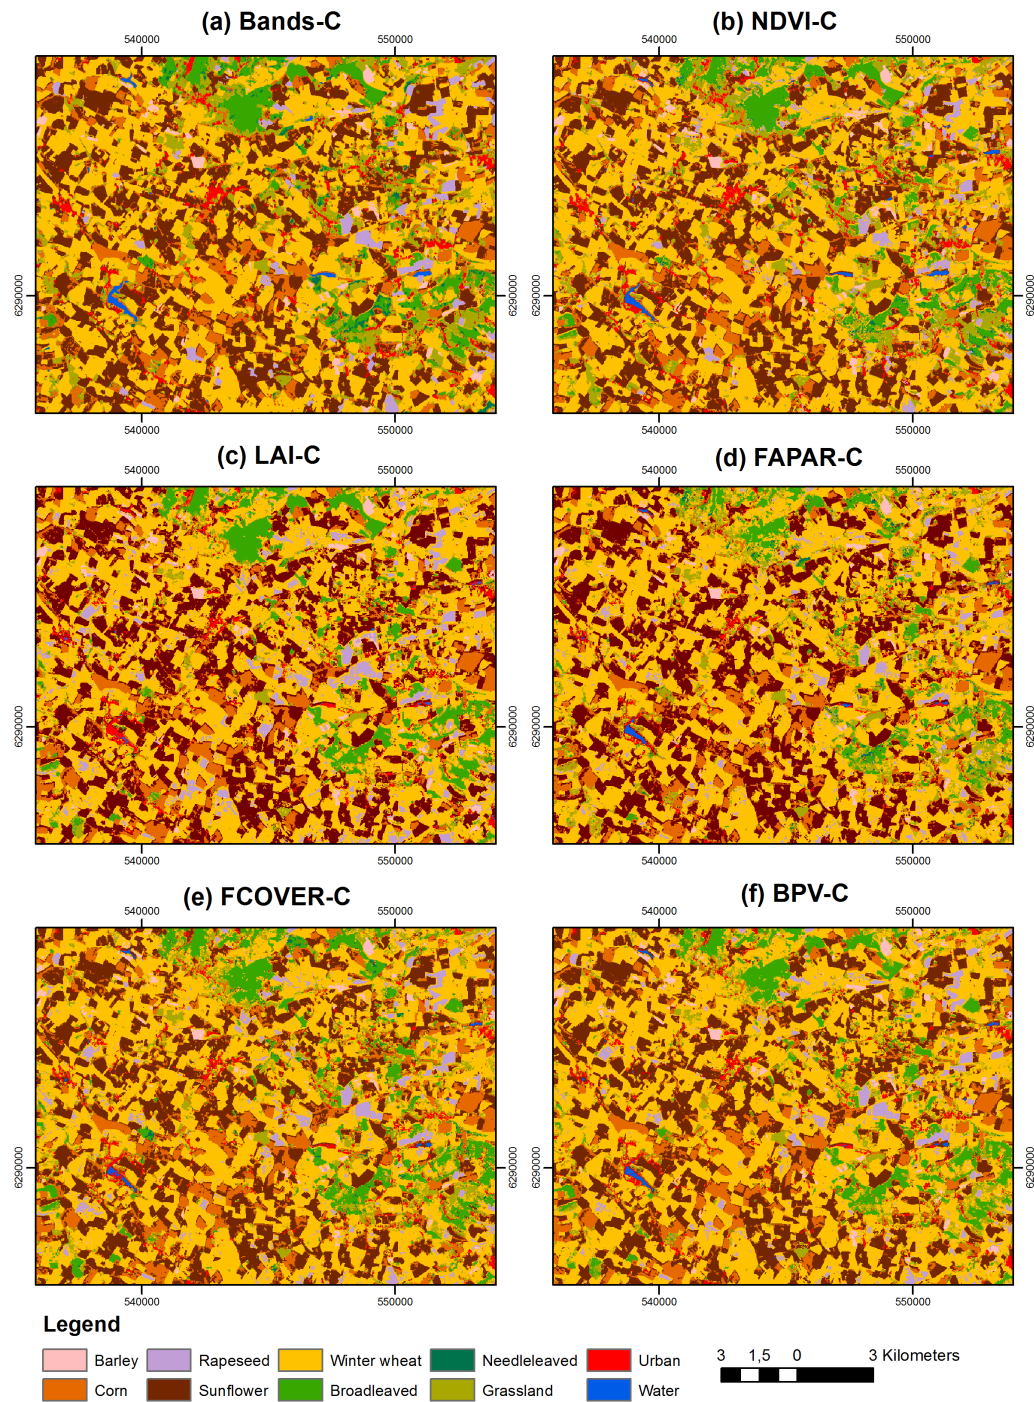 (a) Bands-C
(b) NDVI-C
540000 550000 540000 550000
6290000 6290000 6290000
540000 550000 540000 550000
(c) LAI-C
(d) FAPAR-C
540000 550000 540000 550000
6290000 6290000 6290000
540000 550000 540000 550000
(e) FCOVER-C
(f) BPV-C
540000 550000 540000 550000
6290000 6290000 6290000
540000 550000 540000 550000
Legend
Barley Rapeseed Winter wheat Needleleaved Urban
Corn Sunflower Broadleaved Grassland Water
3 1,5 0 3 Kilometers